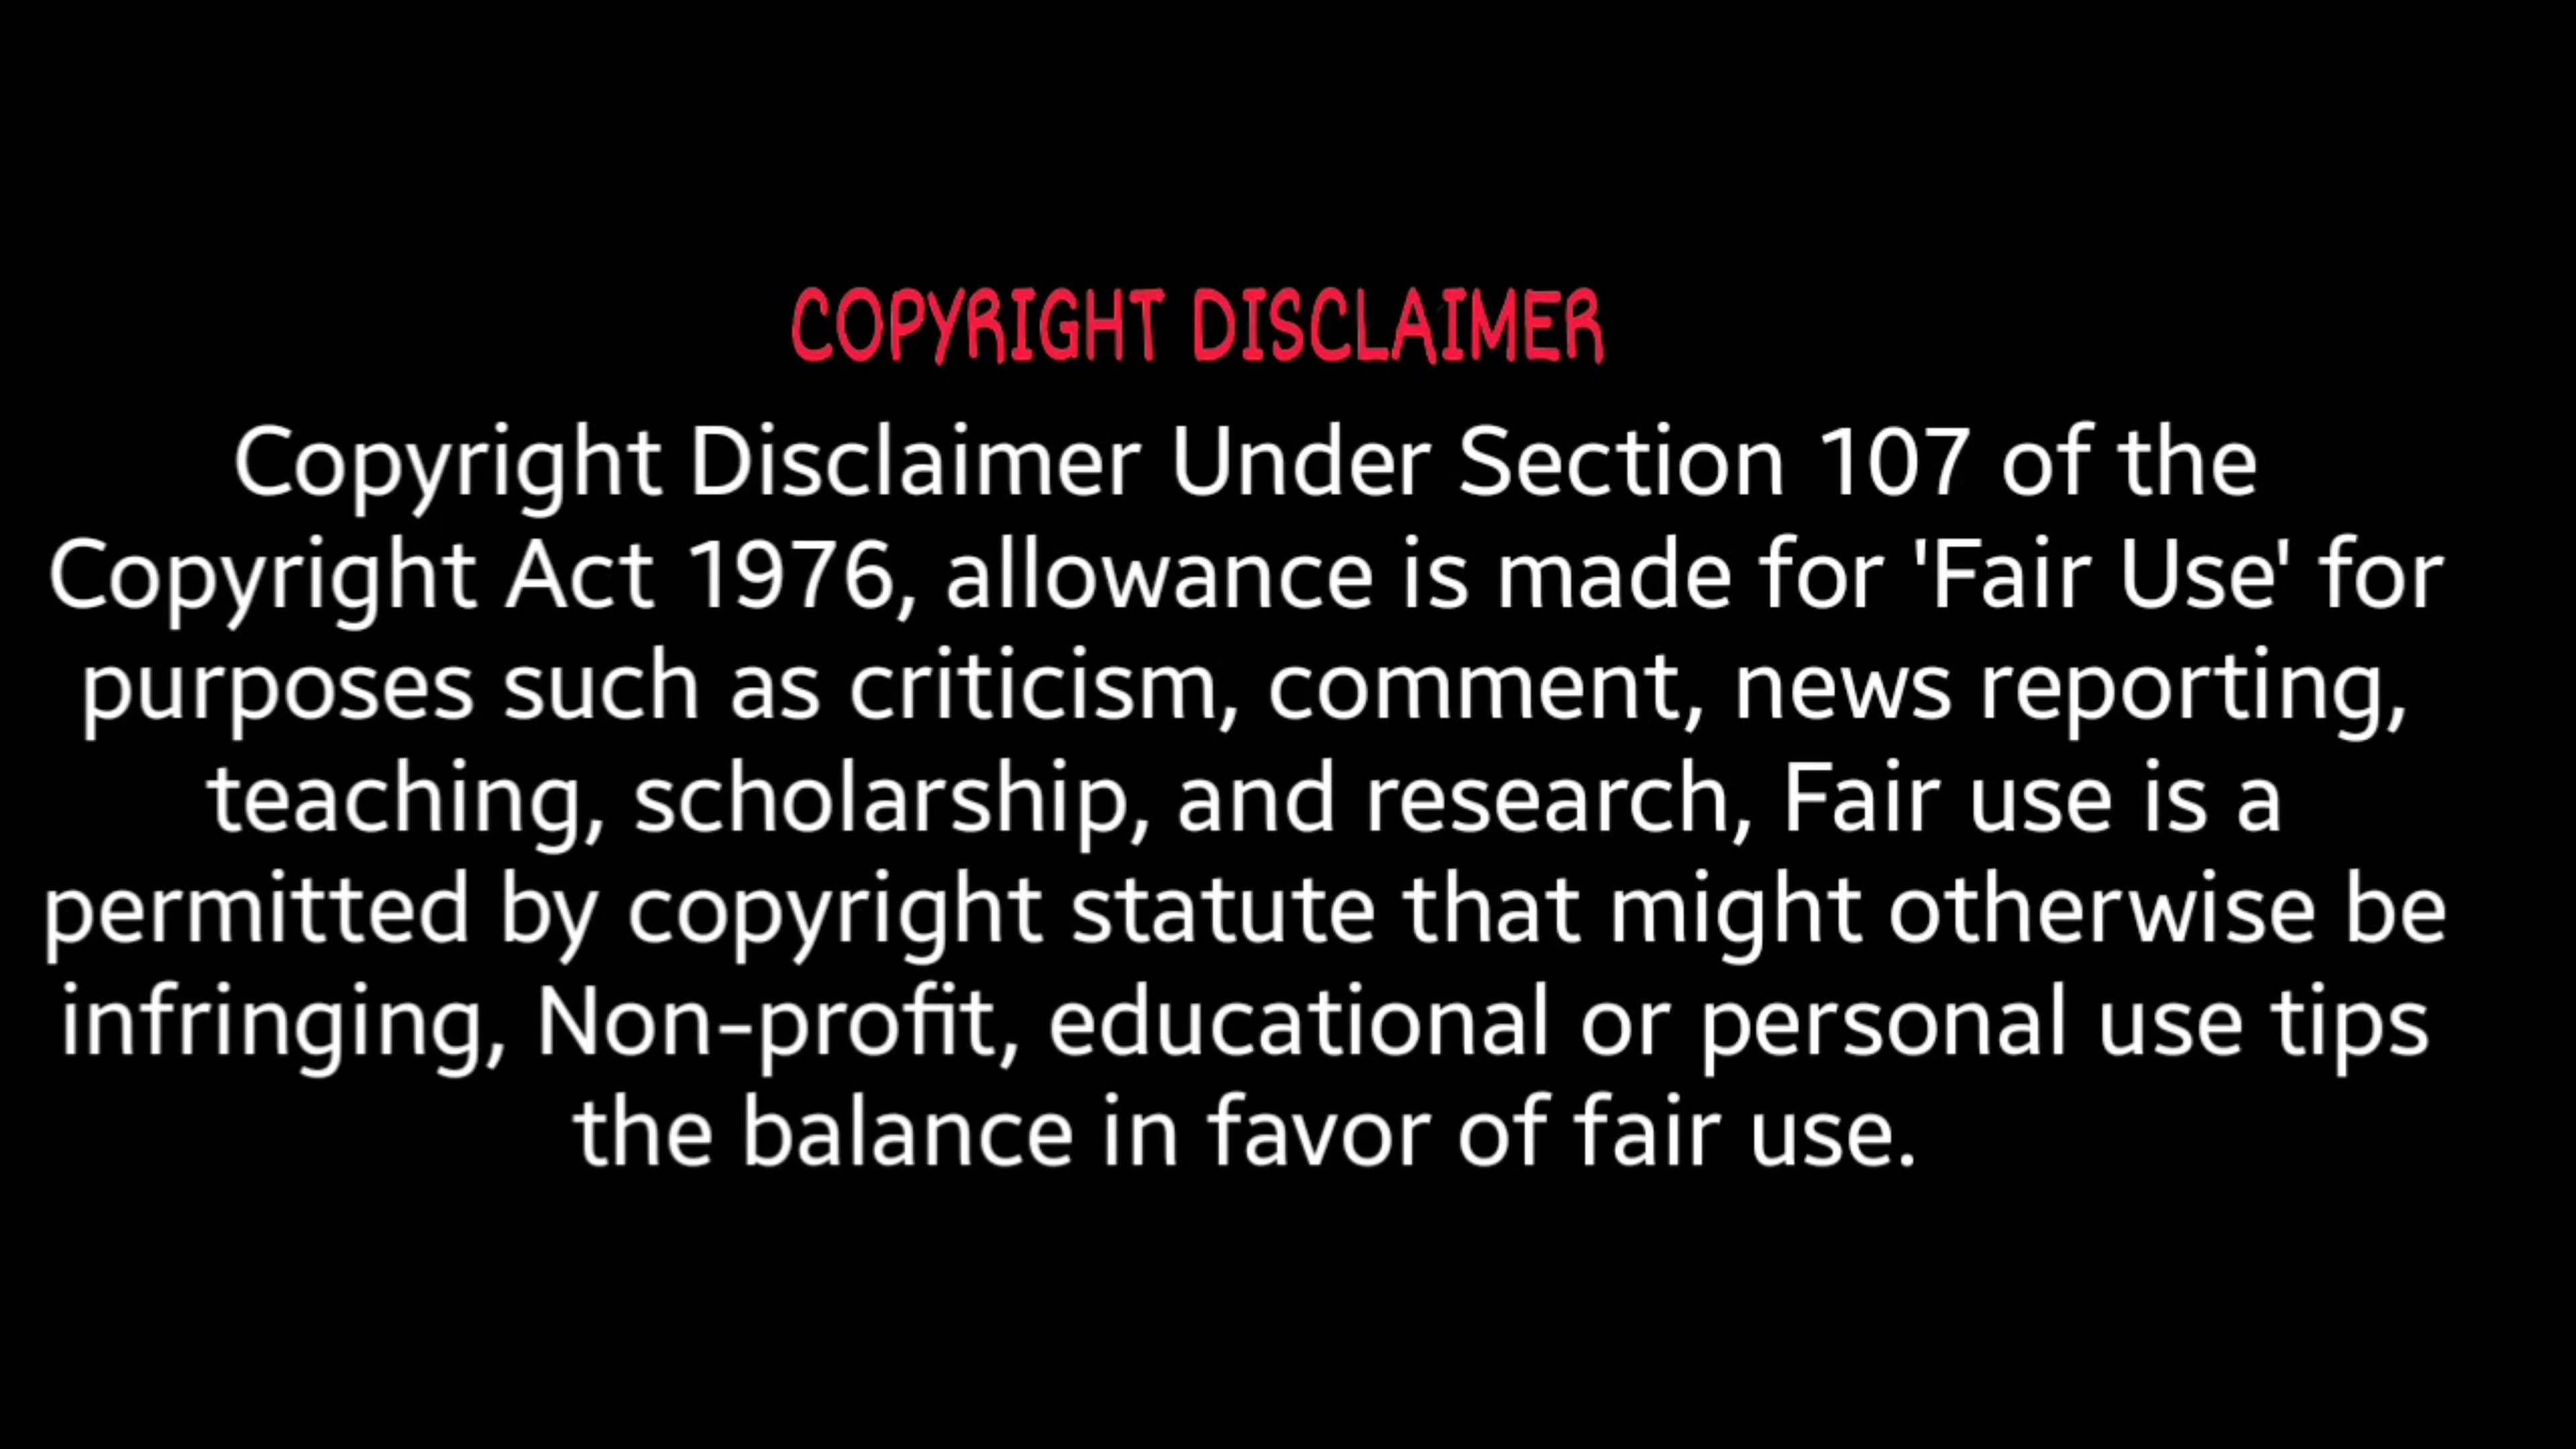 COPYRIGHT DISCLAIMER
Copyright Disclaimer Under Section 107 of the
Copyright Act 1976, allowance is made for 'Fair Use' for
purposes such as criticism, comment, news reporting,
teaching, scholarship, and research, Fair use is a
permitted by copyright statute that might otherwise be
infringing, Non-profit, educational or personal use tips
the balance in favor of fair use.